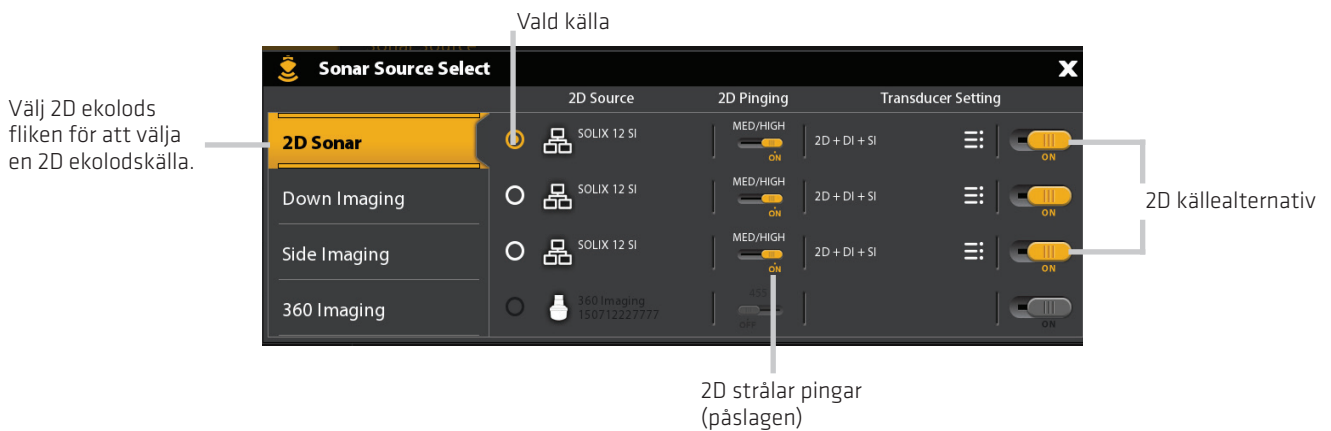 Vald källa
Sonar Source Select
X
Välj 2D ekolods
fliken för att välja
en 2D ekolodskälla.
2D Source 2D Pinging Transducer Setting
2D Sonar
SOLIX 12 SI MED/HIGH ON 2D + DI + SI ON
Down Imaging
SOLIX 12 SI MED/HIGH ON 2D + DI + SI ON
2D källealternativ
Side Imaging
SOLIX 12 SI MED/HIGH ON 2D + DI + SI ON
360 Imaging
360 Imaging 455
150712227777 OFF ON
2D strålar pingar
(påslagen)